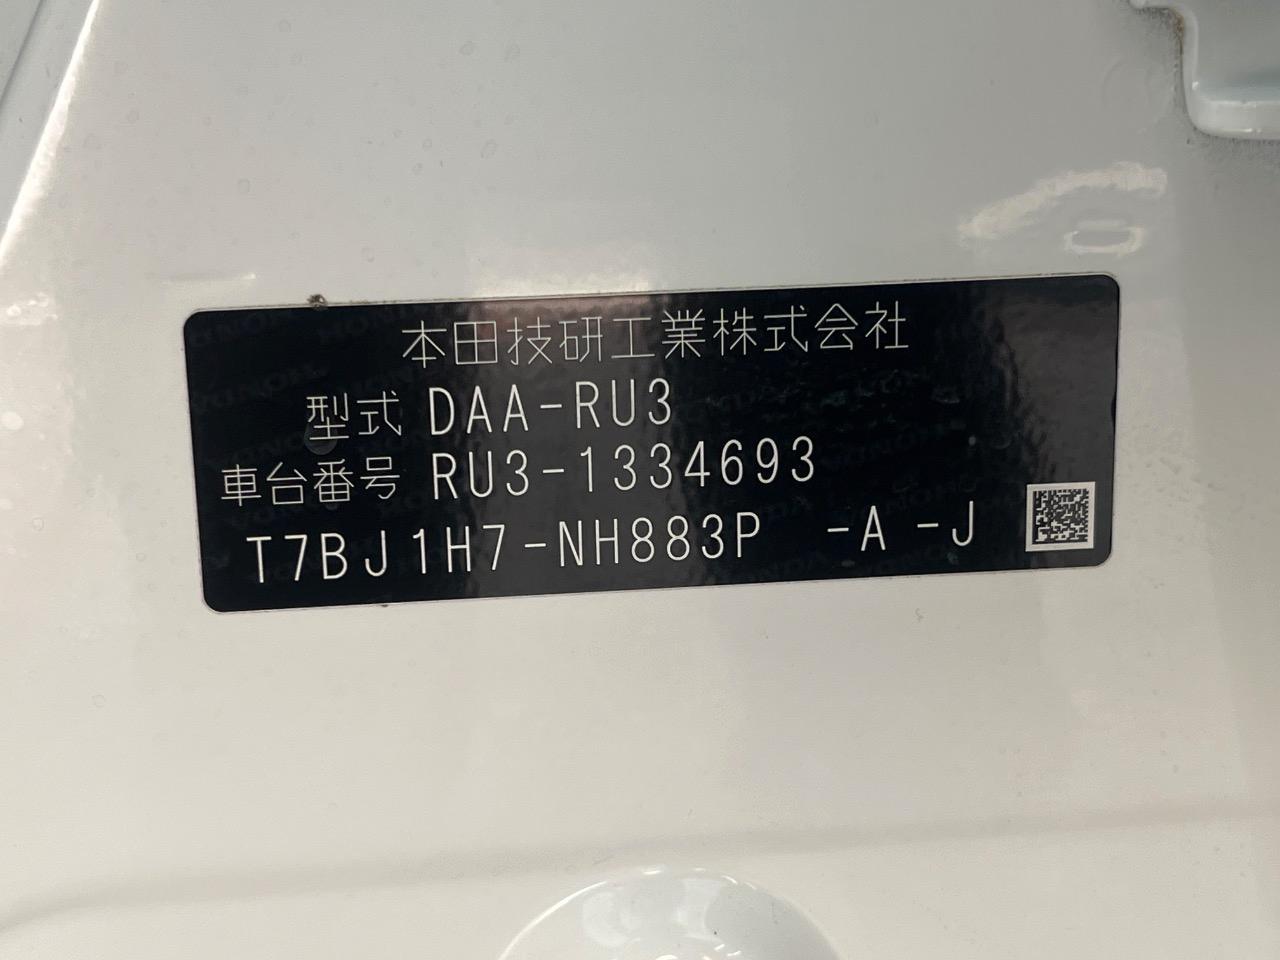 本田技研工業株式会社
型式 DAA-RU3
車台番号 RU3-1334693
T7BJ1H7-NH883P -A -J